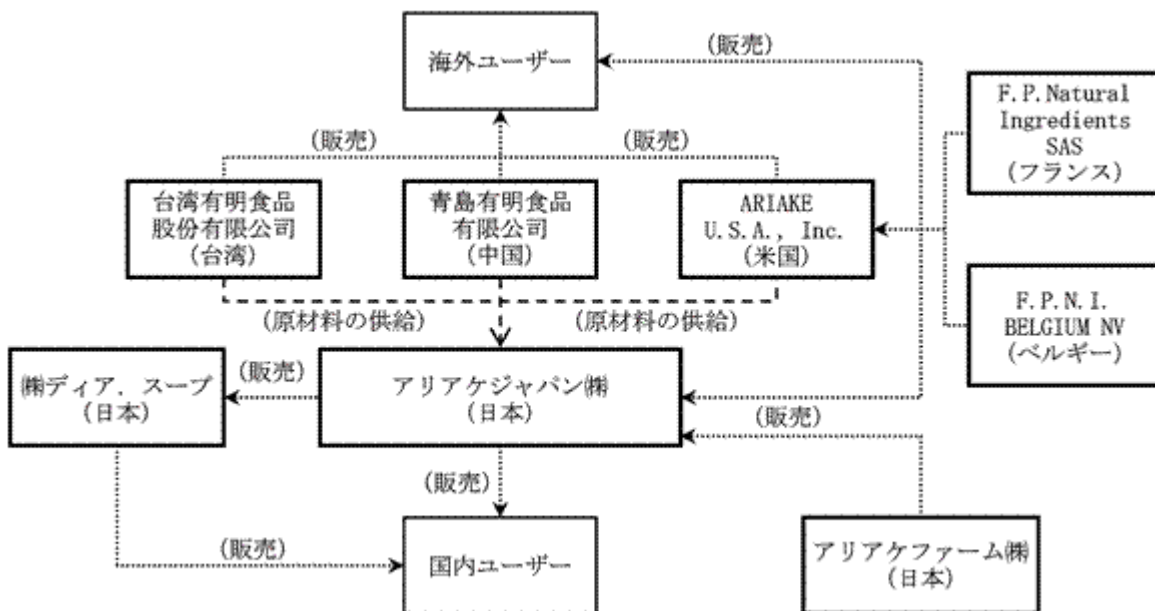 (販売)
海外ユーザー
F.P.Natural
Ingredients
SAS
(フランス)
(販売)
(販売)
台湾有明食品
股份有限公司
(台湾)
青島有明食品
有限公司
(中国)
ARIAKE
U.S.A., Inc.
(米国)
F.P.N.I.
BELGIUM NV
(ベルギー)
(原材料の供給)
(原材料の供給)
㈱ディア.スープ
(日本)
(販売)
アリアケジャパン㈱
(日本)
(販売)
(販売)
(販売)
国内ユーザー
アリアケファーム㈱
(日本)